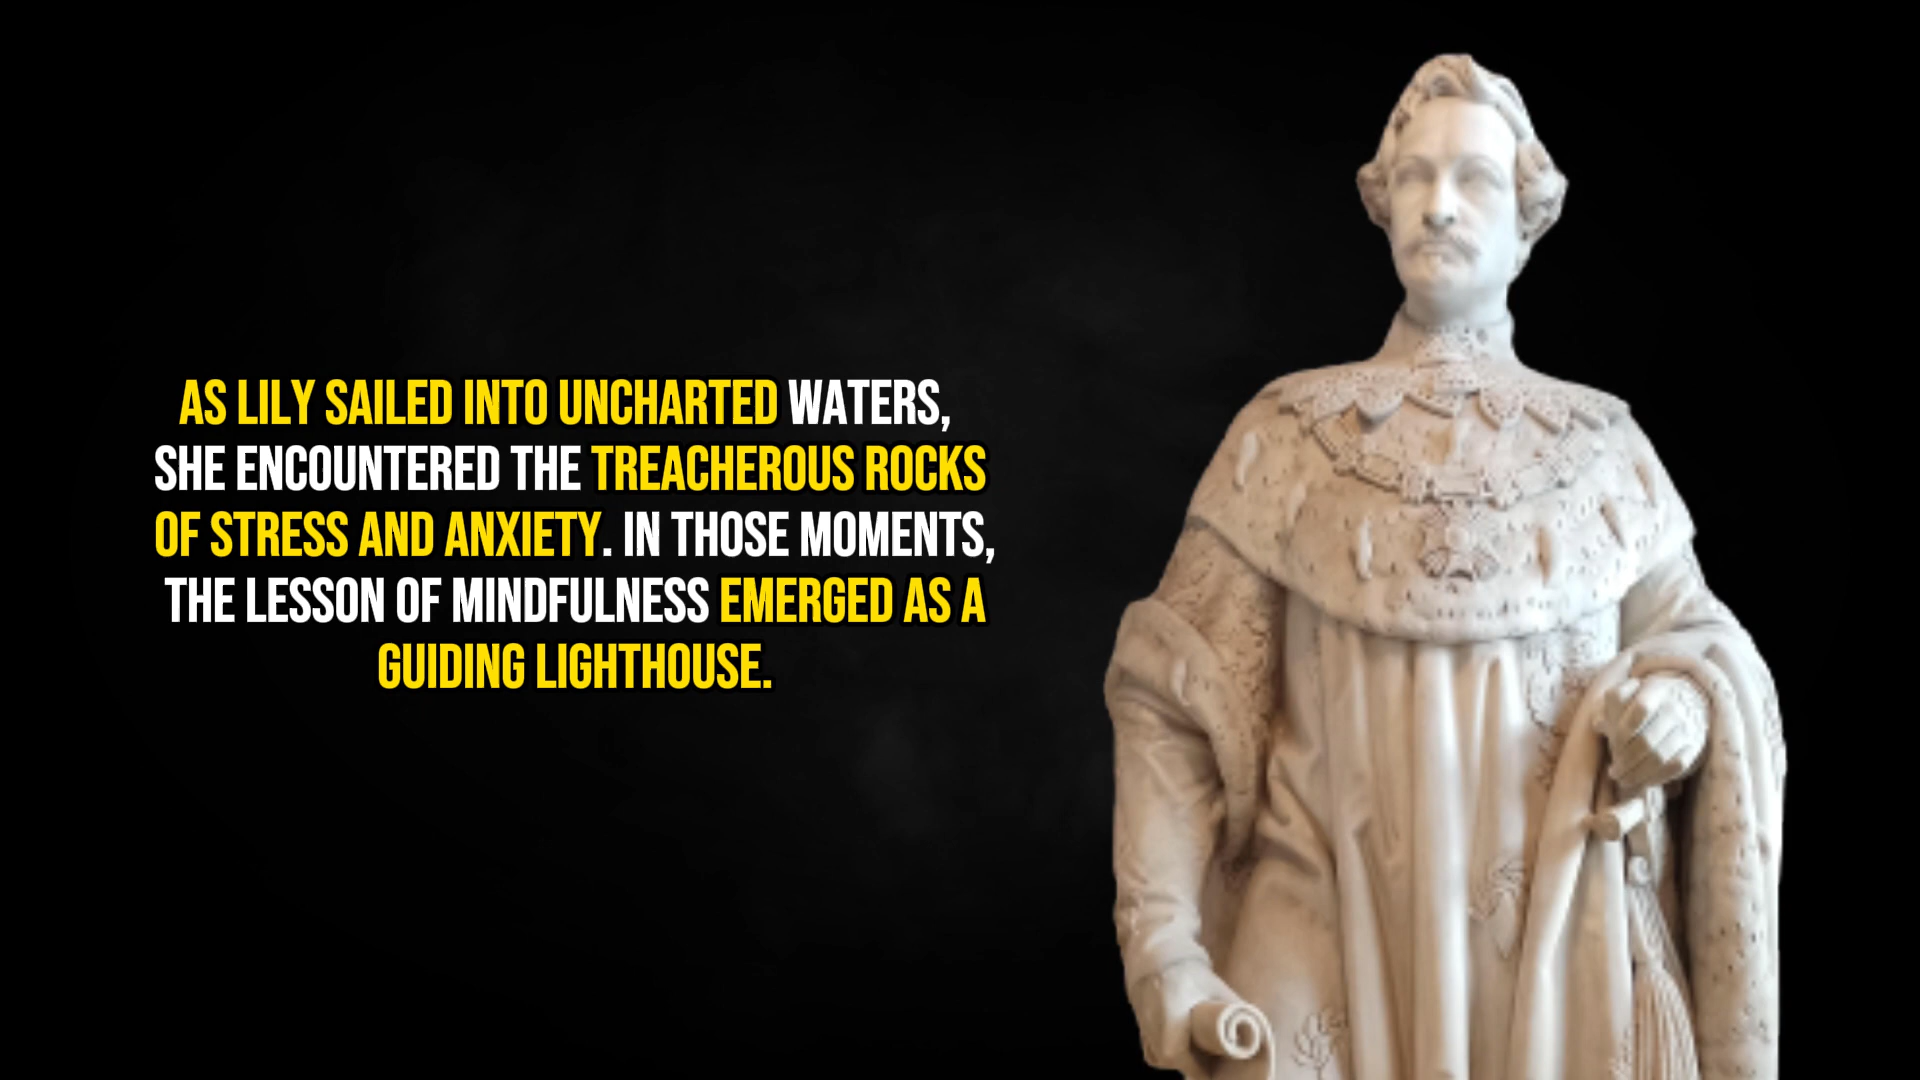 AS LILY SAILED INTO UNCHARTED WATERS,
SHE ENCOUNTERED THE TREACHEROUS ROCKS
OF STRESS AND ANXIETY. IN THOSE MOMENTS,
THE LESSON OF MINDFULNESS EMERGED AS A
GUIDING LIGHTHOUSE.